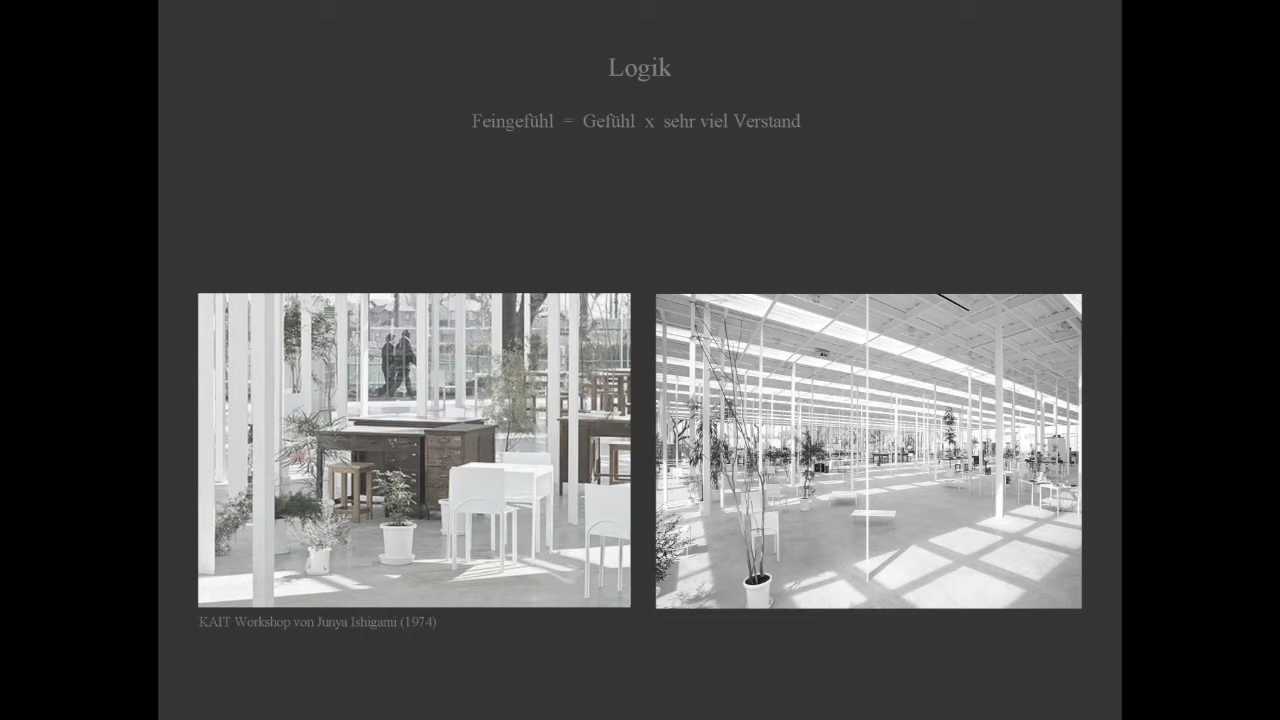 Logik
Feingefühl = Gefühl x sehr viel Verstand
KAIT Workshop von Junya Ishigami (1974)